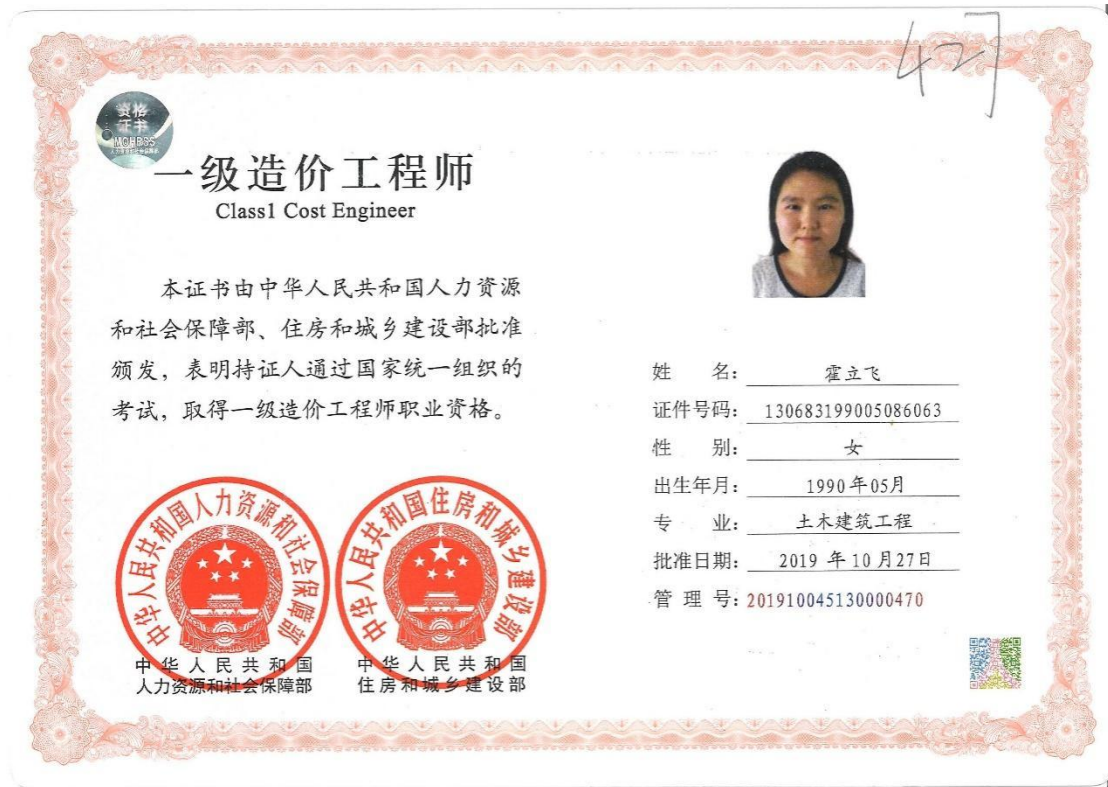 427
资格
证书
MOHRSS
一级造价工程师
Class1 Cost Engineer
本证书由中华人民共和国人力资源
和社会保障部、住房和城乡建设部批准
颁发，表明持证人通过国家统一组织的
考试，取得一级造价工程师职业资格。
姓 名： 霍立飞
证件号码： 130683199005086063
性 别： 女
出生年月： 1990年05月
专 业： 土木建筑工程
批准日期： 2019 年 10 月27日
管 理 号：201910045130000470
中华人民共和国人力资源和社会保障部
中华人民共和国住房和城乡建设部
中华人民共和国
人力资源和社会保障部
中华人民共和国
住房和城乡建设部